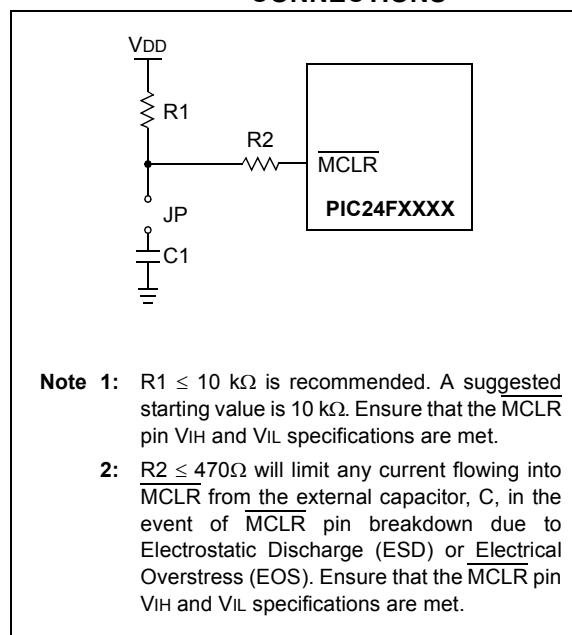 CONNECTIONS
VDD
R1
R2
MCLR
PIC24FXXXX
JP
C1
Note 1: R1 ≤ 10 kΩ is recommended. A suggested
starting value is 10 kΩ. Ensure that the MCLR
pin VIH and VIL specifications are met.
2: R2 ≤ 470Ω will limit any current flowing into
MCLR from the external capacitor, C, in the
event of MCLR pin breakdown due to
Electrostatic Discharge (ESD) or Electrical
Overstress (EOS). Ensure that the MCLR pin
VIH and VIL specifications are met.